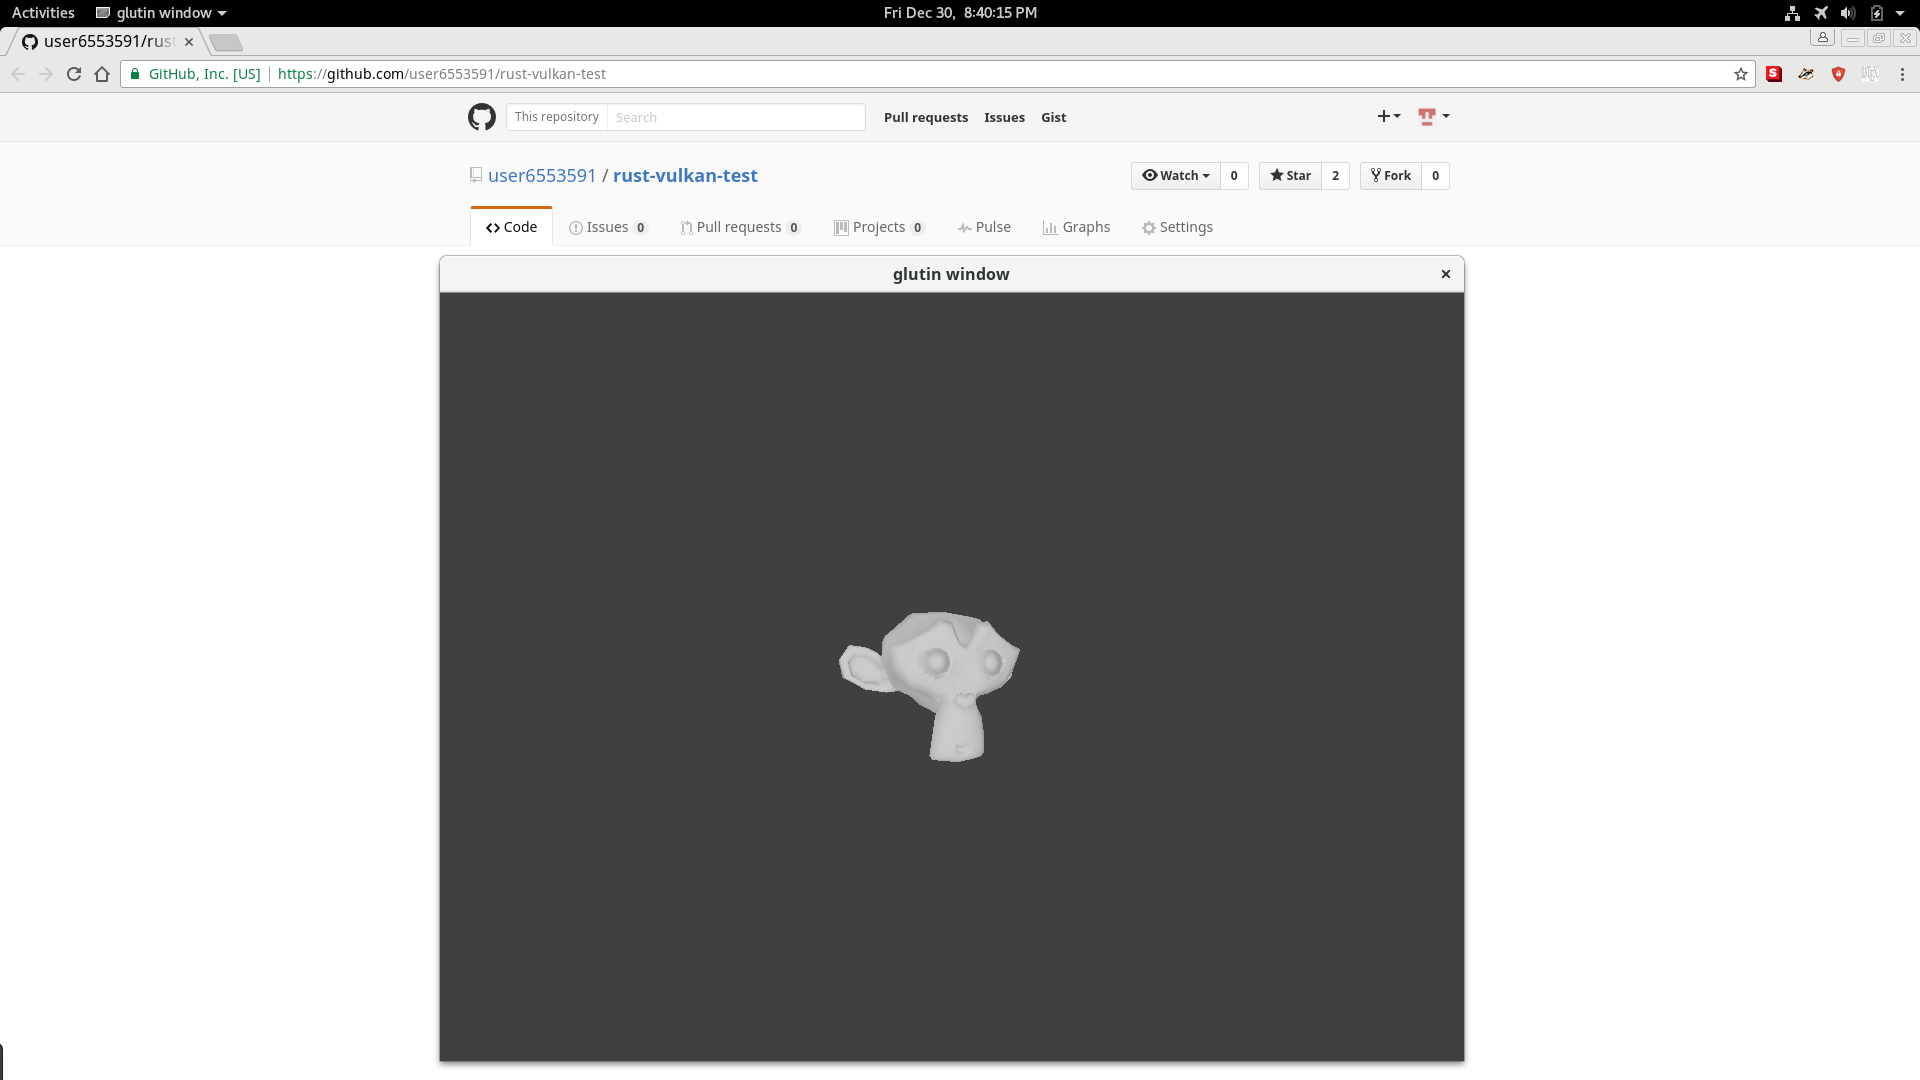 Activities glutin window Fri Dec 30, 8:40:15 PM
user6553591/rust
GitHub, Inc. [US] https://github.com/user6553591/rust-vulkan-test S
This repository Search Pull requests Issues Gist
user6553591 / rust-vulkan-test Watch 0 Star 2 Fork 0
Code Issues 0 Pull requests 0 Projects 0 Pulse Graphs Settings
glutin window